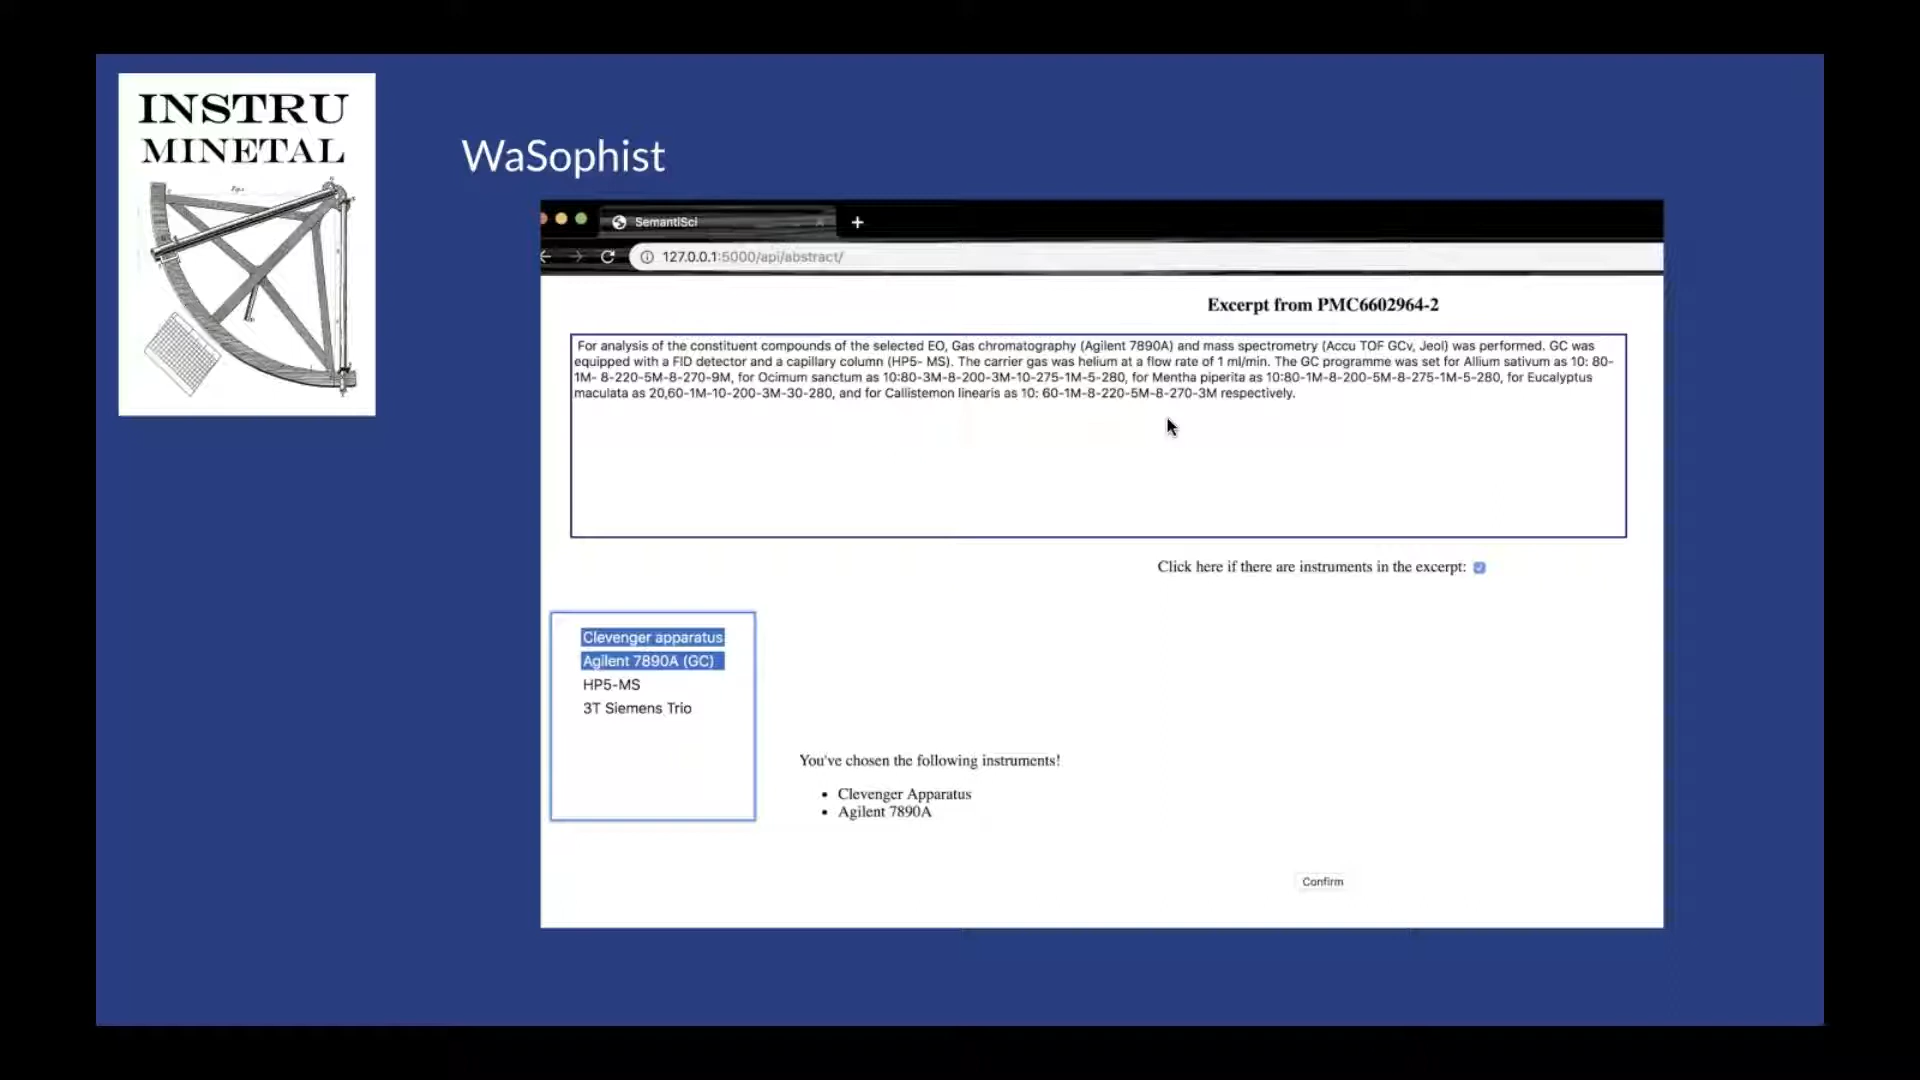 INSTRU
MINETAL
Fig.1
WaSophist
SemantiSci
127.0.0.1:5000/api/abstract/
Excerpt from PMC6602964-2
For analysis of the constituent compounds of the selected EO, Gas chromatography (Agilent 7890A) and mass spectrometry (Accu TOF GCv, Jeol) was performed. GC was
equipped with a FID detector and a capillary column (HP5- MS). The carrier gas was helium at a flow rate of 1 ml/min. The GC programme was set for Allium sativum as 10: 80-
1M- 8-220-5M-8-270-9M, for Ocimum sanctum as 10:80-3M-8-200-3M-10-275-1M-5-280, for Mentha piperita as 10:80-1M-8-200-5M-8-275-1M-5-280, for Eucalyptus
maculata as 20,60-1M-10-200-3M-30-280, and for Callistemon linearis as 10: 60-1M-8-220-5M-8-270-3M respectively.
Click here if there are instruments in the excerpt:
Clevenger apparatus
Agilent 7890A (GC)
HP5-MS
3T Siemens Trio
You've chosen the following instruments!
• Clevenger Apparatus
• Agilent 7890A
Confirm